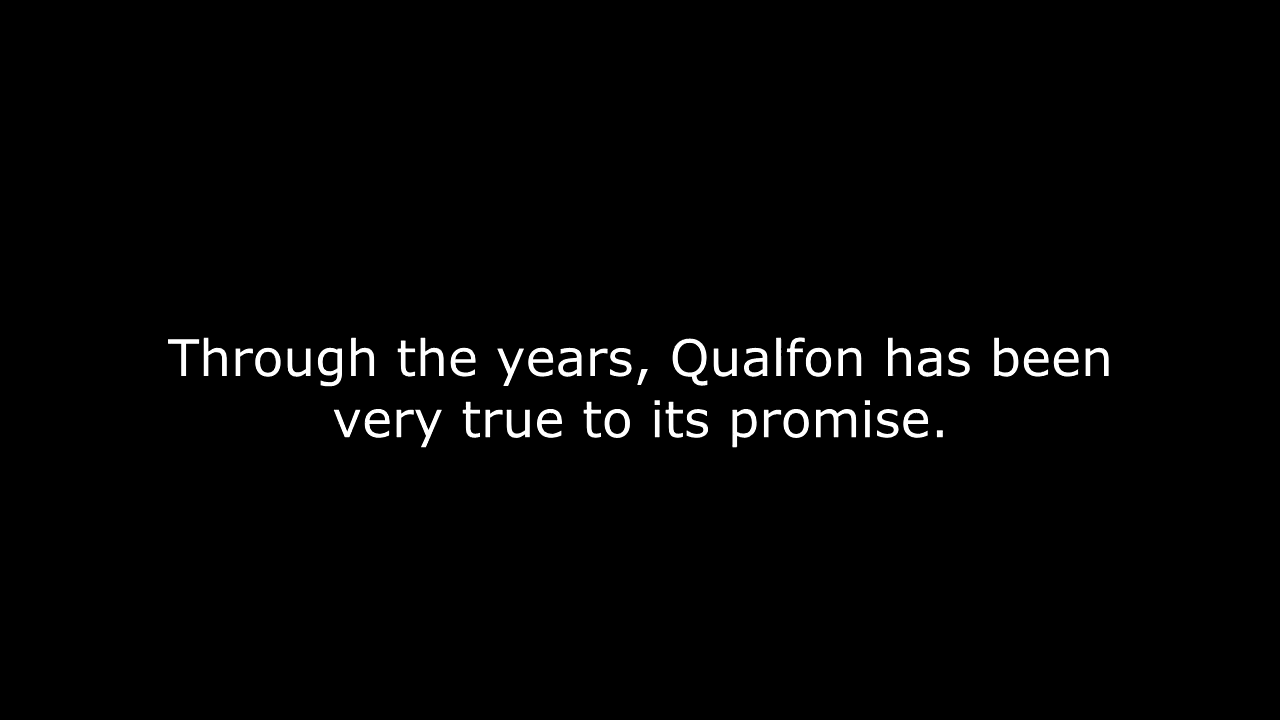 Through the years, Qualfon has been
very true to its promise.